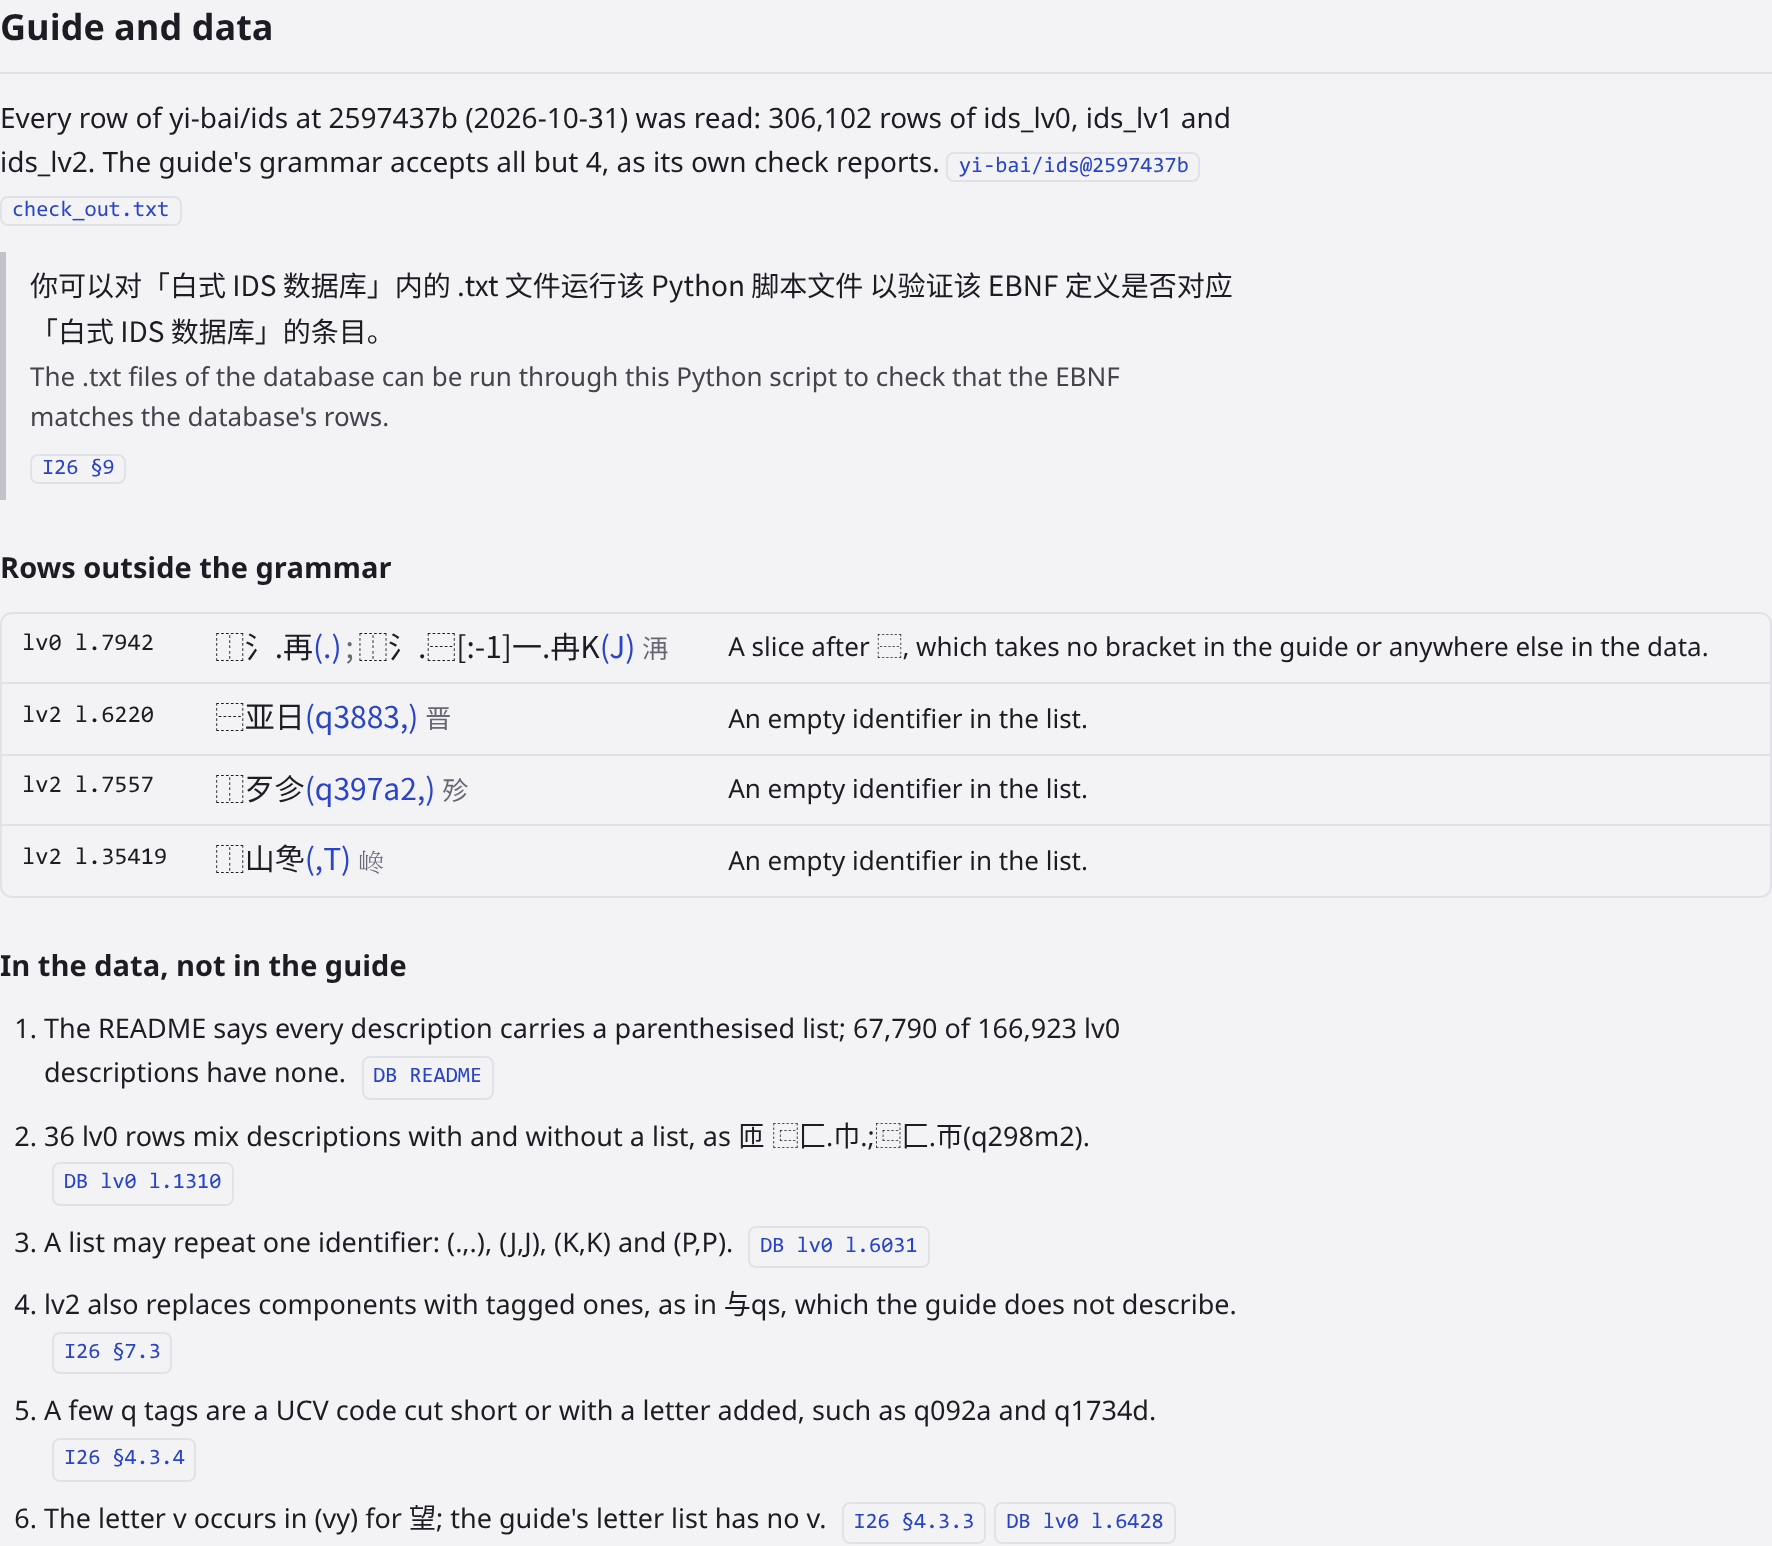 Guide and data
Every row of yi-bai/ids at 2597437b (2026-10-31) was read: 306,102 rows of ids_lv0, ids_lv1 and
ids_lv2. The guide's grammar accepts all but 4, as its own check reports. yi-bai/ids@2597437b
check_out.txt
你可以对「白式 IDS 数据库」内的 .txt 文件运行该 Python 脚本文件 以验证该 EBNF 定义是否对应
「白式 IDS 数据库」的条目。
The .txt files of the database can be run through this Python script to check that the EBNF
matches the database's rows.
I26 §9
Rows outside the grammar
lv0 l.7942 ⿰氵.再(.);⿰氵.⿱[:-1]一.冉K(J) 洅 A slice after ⿱, which takes no bracket in the guide or anywhere else in the data.
lv2 l.6220 ⿱亚日(q3883,) 晋 An empty identifier in the list.
lv2 l.7557 ⿰歹㐱(q397a2,) 殄 An empty identifier in the list.
lv2 l.35419 ⿰山㲋(,T) An empty identifier in the list.
In the data, not in the guide
1. The README says every description carries a parenthesised list; 67,790 of 166,923 lv0
descriptions have none. DB README
2. 36 lv0 rows mix descriptions with and without a list, as 匝 ⿷匚.巾.;⿷匚.帀(q298m2).
DB lv0 l.1310
3. A list may repeat one identifier: (.,.), (J,J), (K,K) and (P,P). DB lv0 l.6031
4. lv2 also replaces components with tagged ones, as in 与qs, which the guide does not describe.
I26 §7.3
5. A few q tags are a UCV code cut short or with a letter added, such as q092a and q1734d.
I26 §4.3.4
6. The letter v occurs in (vy) for 望; the guide's letter list has no v. I26 §4.3.3 DB lv0 l.6428